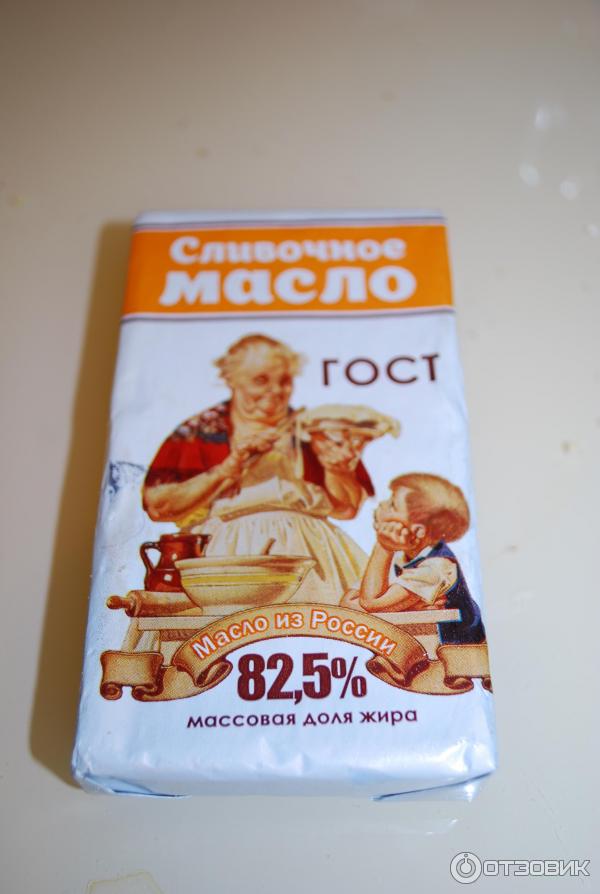 Сливочное
масло
ГОСТ
Масло из России
82,5%
массовая доля жира
ОТЗОВИК